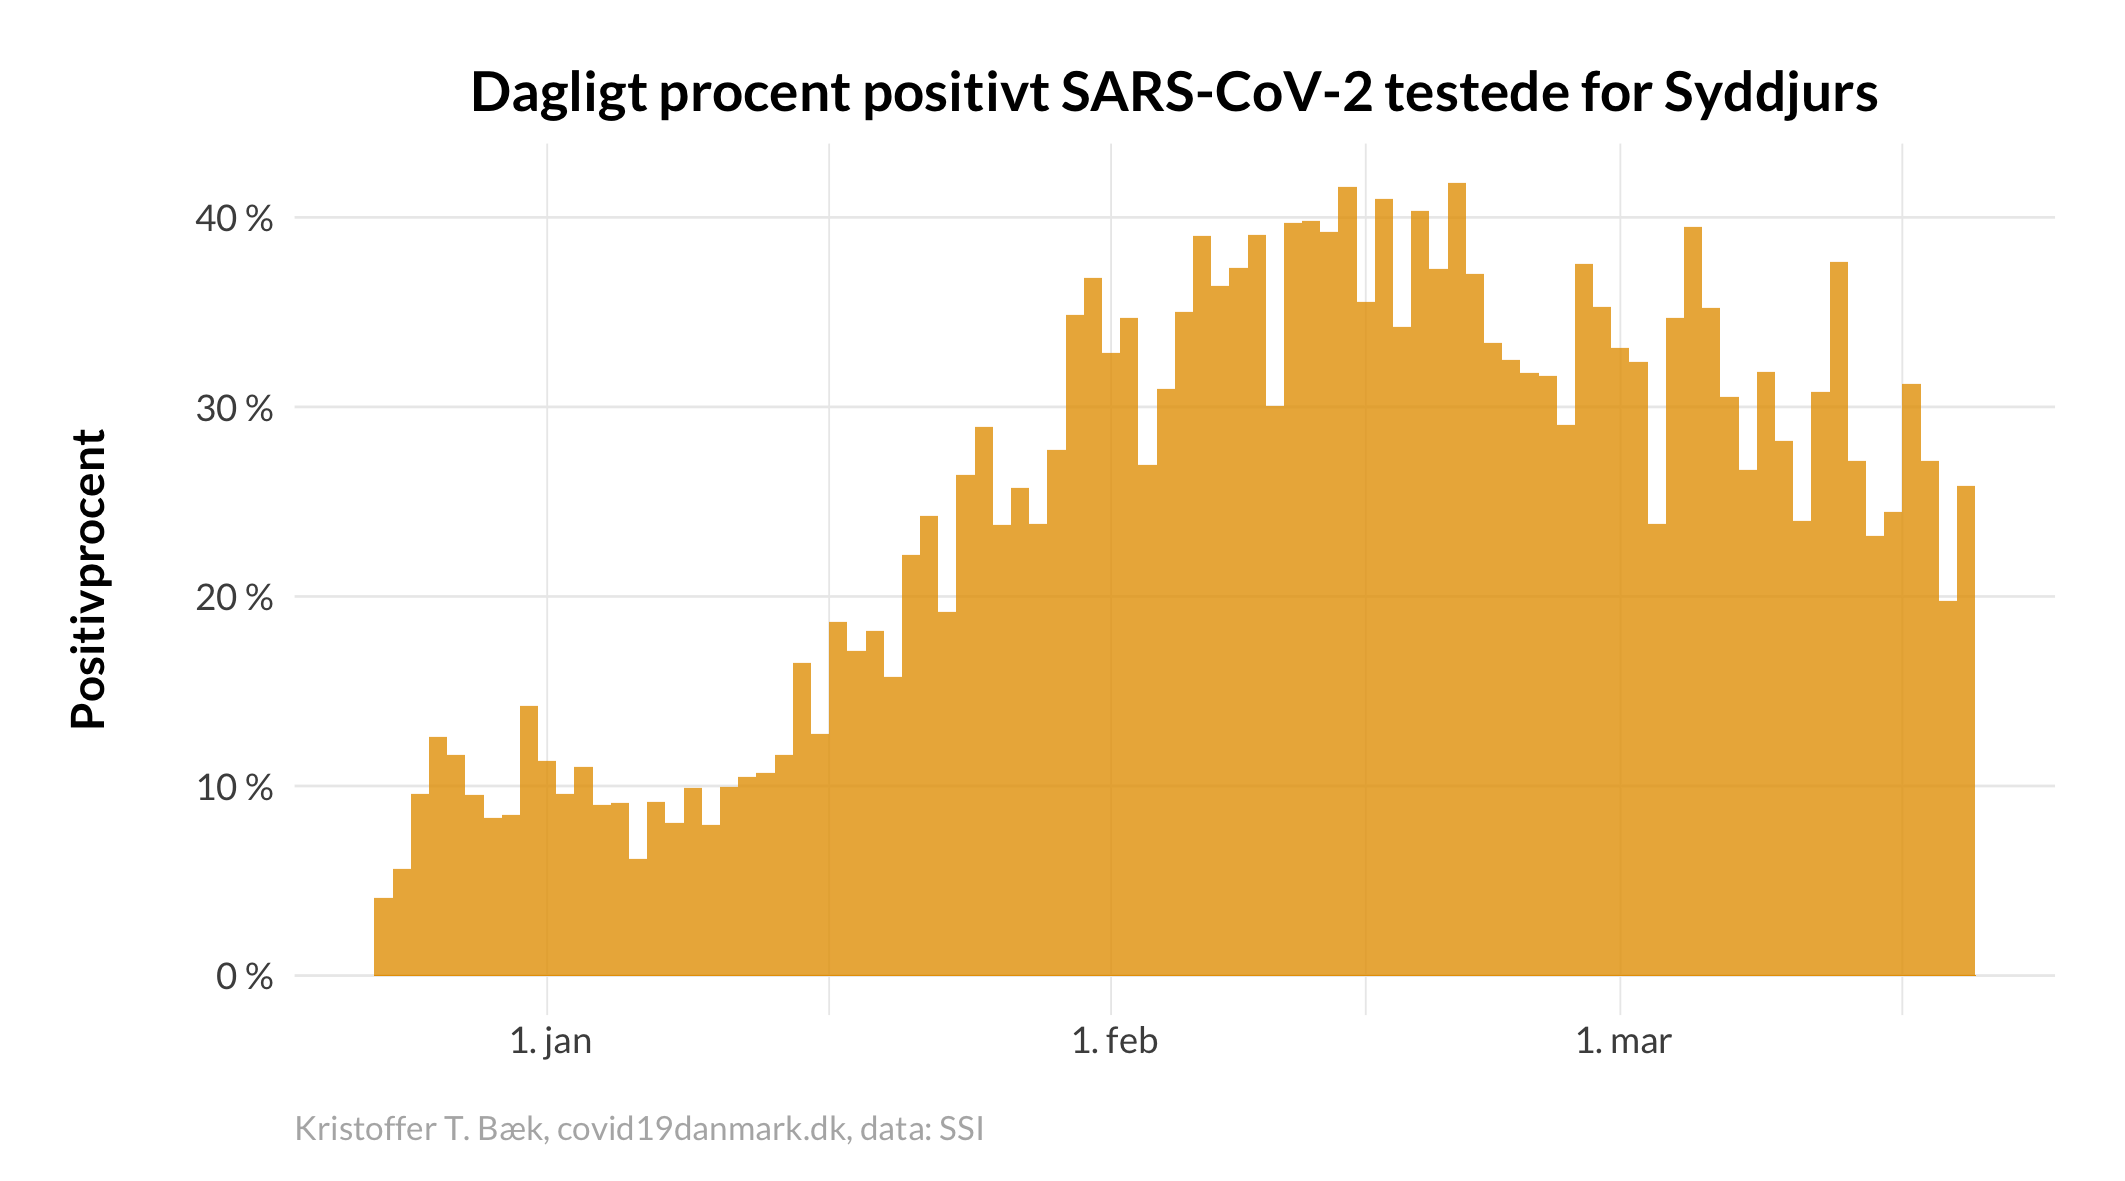 Dagligt procent positivt SARS-CoV-2 testede for Syddjurs
Positivprocent
40 %
30 %
20 %
10 %
0 %
1. jan
1. feb
1. mar
Kristoffer T. Bæk, covid19danmark.dk, data: SSI